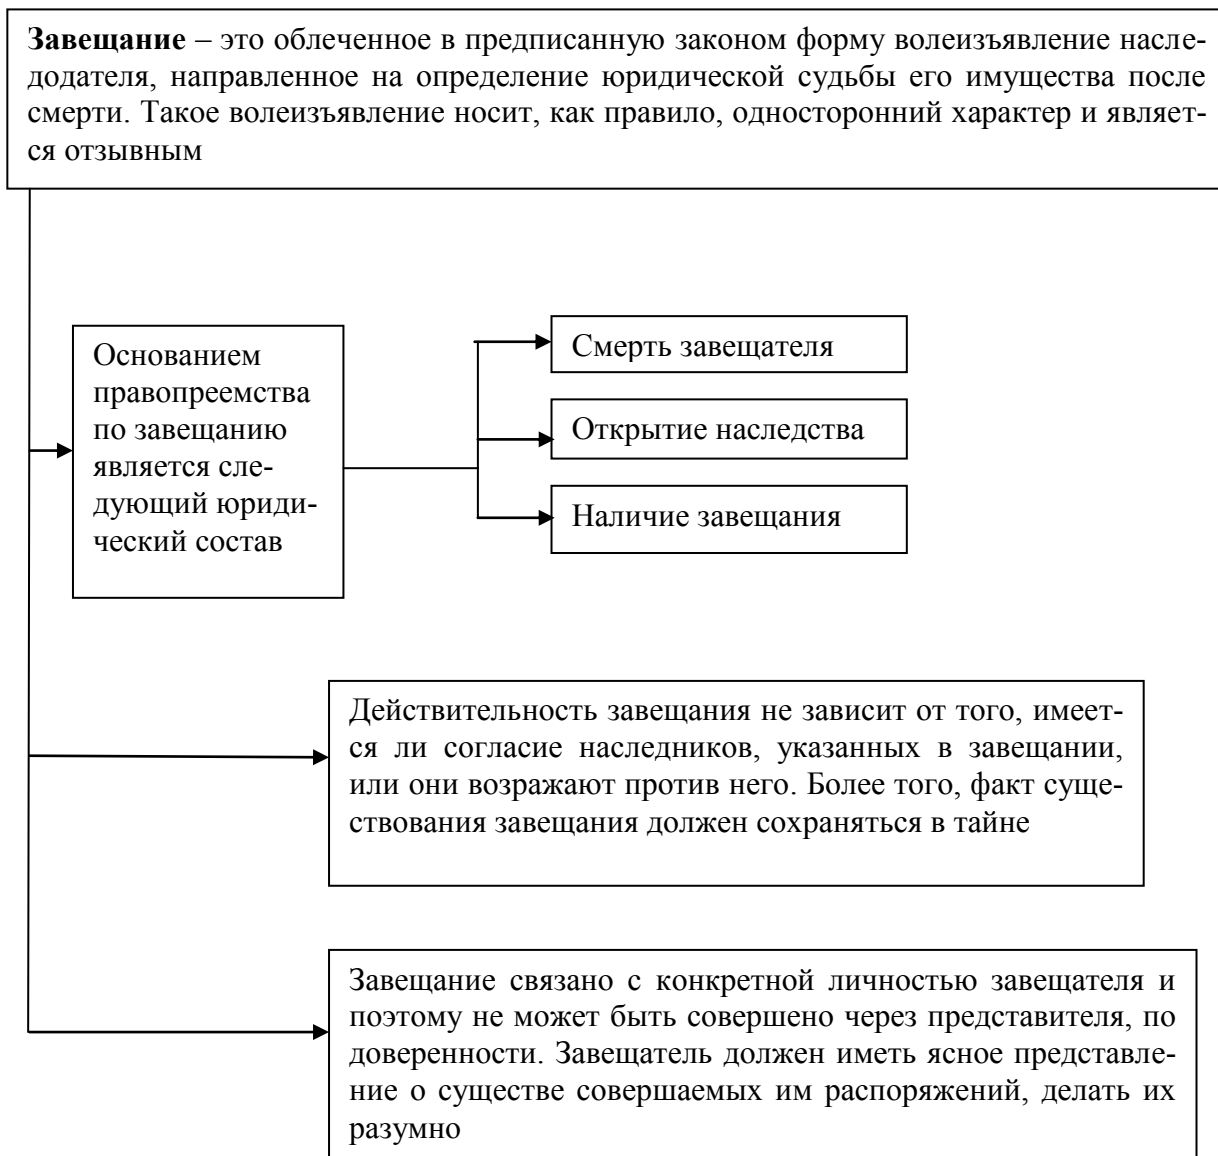 Завещание – это облеченное в предписанную законом форму волеизъявление насле-
додателя, направленное на определение юридической судьбы его имущества после
смерти. Такое волеизъявление носит, как правило, односторонний характер и являет-
ся отзывным
Основанием
правопреемства
по завещанию
является сле-
дующий юриди-
ческий состав
Смерть завещателя
Открытие наследства
Наличие завещания
Действительность завещания не зависит от того, имеет-
ся ли согласие наследников, указанных в завещании,
или они возражают против него. Более того, факт суще-
ствования завещания должен сохраняться в тайне
Завещание связано с конкретной личностью завещателя и
поэтому не может быть совершено через представителя, по
доверенности. Завещатель должен иметь ясное представле-
ние о существе совершаемых им распоряжений, делать их
разумно